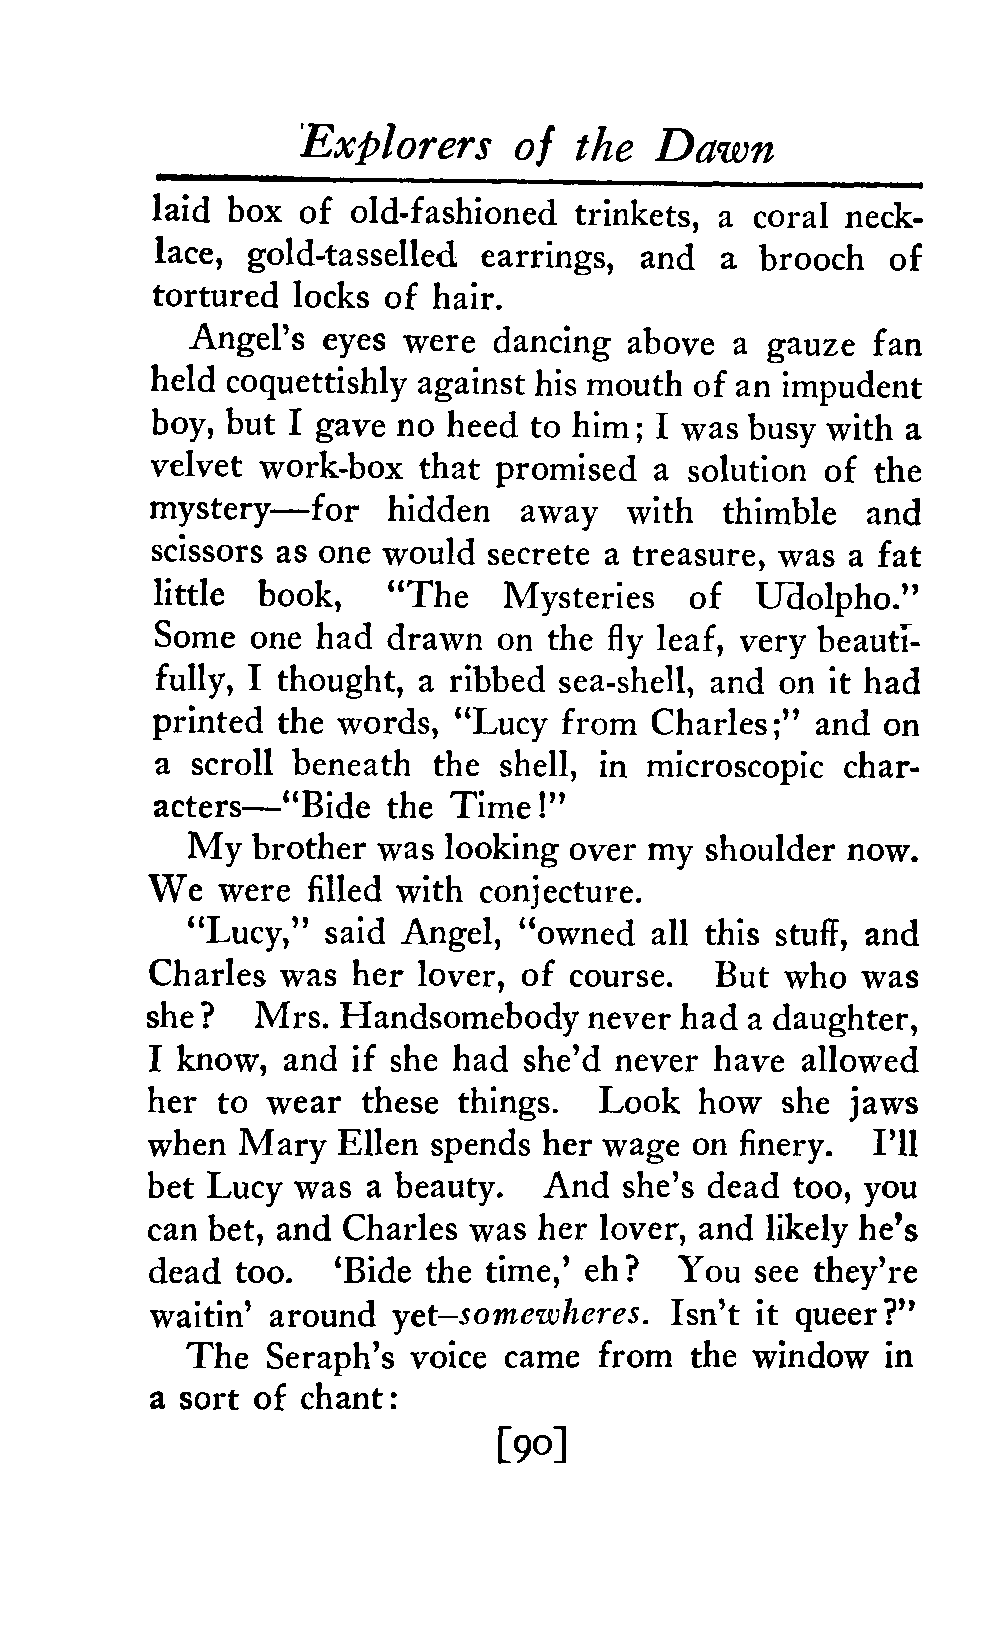 Explorers of the Dawn
laid box of old-fashioned trinkets, a coral neck-
lace, gold-tasselled earrings, and a brooch of
tortured locks of hair.
Angel's eyes were dancing above a gauze fan
held coquettishly against his mouth of an impudent
boy, but I gave no heed to him; I was busy with a
velvet work-box that promised a solution of the
mystery—for hidden away with thimble and
scissors as one would secrete a treasure, was a fat
little book, "The Mysteries of Udolpho."
Some one had drawn on the fly leaf, very beauti-
fully, I thought, a ribbed sea-shell, and on it had
printed the words, "Lucy from Charles;" and on
a scroll beneath the shell, in microscopic char-
acters—"Bide the Time!"
My brother was looking over my shoulder now.
We were filled with conjecture.
"Lucy," said Angel, "owned all this stuff, and
Charles was her lover, of course. But who was
she? Mrs. Handsomebody never had a daughter,
I know, and if she had she'd never have allowed
her to wear these things. Look how she jaws
when Mary Ellen spends her wage on finery. I'll
bet Lucy was a beauty. And she's dead too, you
can bet, and Charles was her lover, and likely he's
dead too. 'Bide the time,' eh? You see they're
waitin' around yet–somewheres. Isn't it queer?"
The Seraph's voice came from the window in
a sort of chant:
[90]